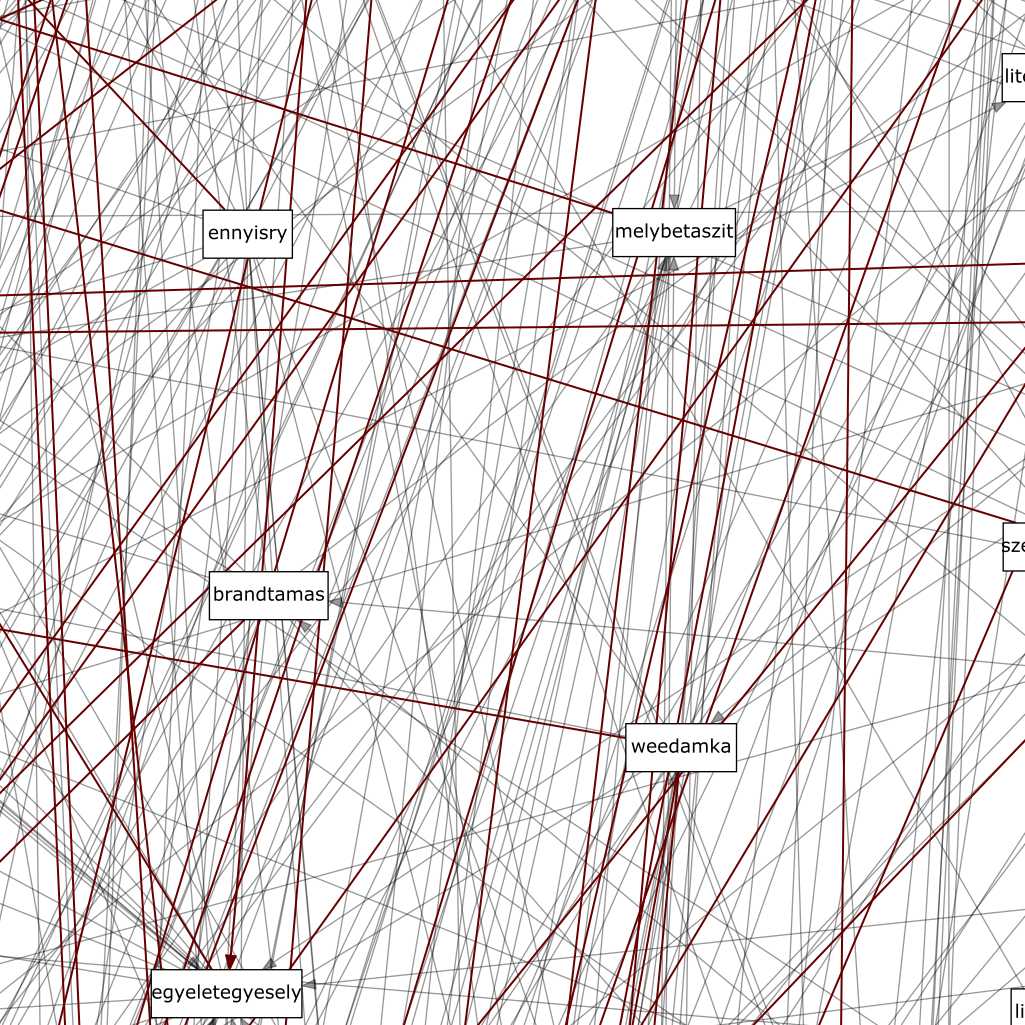 ennyisry
melybetaszit
brandtamas
weedamka
egyeletegyesely